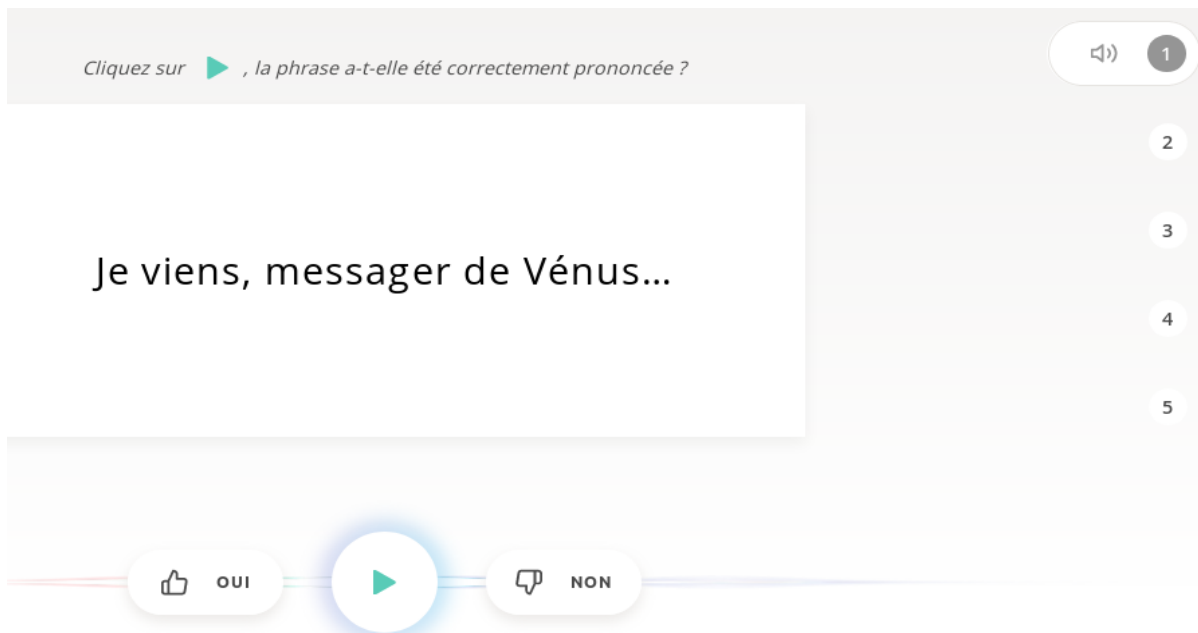 Cliquez sur , la phrase a-t-elle été correctement prononcée ?
1
2
Je viens, messager de Vénus…
3
4
5
OUI
NON